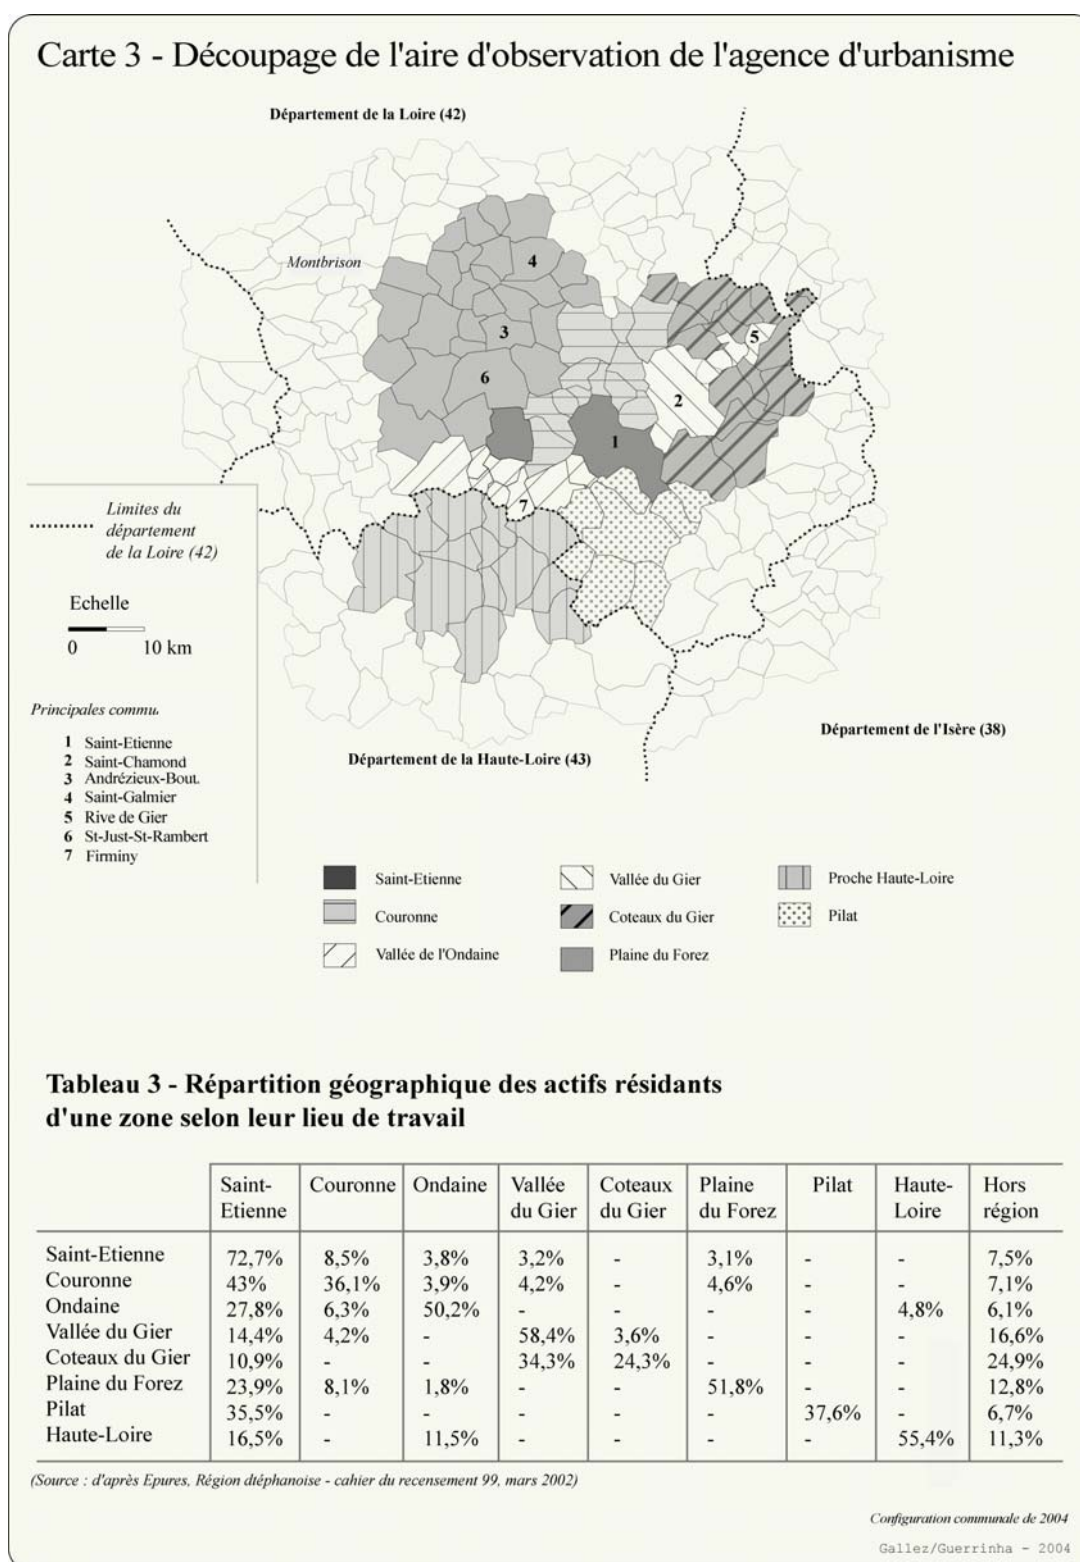 Carte 3 - Découpage de l'aire d'observation de l'agence d'urbanisme
Département de la Loire (42)
Montbrison
4
3
5
6
2
1
7
Limites du
département
de la Loire (42)
Echelle
0 10 km
Principales commu.
1 Saint-Etienne
2 Saint-Chamond
3 Andrézieux-Bout.
4 Saint-Galmier
5 Rive de Gier
6 St-Just-St-Rambert
7 Firminy
Département de l'Isère (38)
Département de la Haute-Loire (43)
Saint-Etienne Vallée du Gier Proche Haute-Loire
Couronne Coteaux du Gier Pilat
Vallée de l'Ondaine Plaine du Forez
Tableau 3 - Répartition géographique des actifs résidants
d'une zone selon leur lieu de travail
Saint- Couronne Ondaine Vallée Coteaux Plaine Pilat Haute- Hors
Etienne du Gier du Gier du Forez Loire région
Saint-Etienne 72,7% 8,5% 3,8% 3,2% - 3,1% - - 7,5%
Couronne 43% 36,1% 3,9% 4,2% - 4,6% - - 7,1%
Ondaine 27,8% 6,3% 50,2% - - - - 4,8% 6,1%
Vallée du Gier 14,4% 4,2% - 58,4% 3,6% - - - 16,6%
Coteaux du Gier 10,9% - - 34,3% 24,3% - - - 24,9%
Plaine du Forez 23,9% 8,1% 1,8% - - 51,8% - - 12,8%
Pilat 35,5% - - - - - 37,6% - 6,7%
Haute-Loire 16,5% - 11,5% - - - - 55,4% 11,3%
(Source : d'après Epures, Région dtéphanoise - cahier du recensement 99, mars 2002)
Configuration communale de 2004
Gallez/Guerrinha - 2004